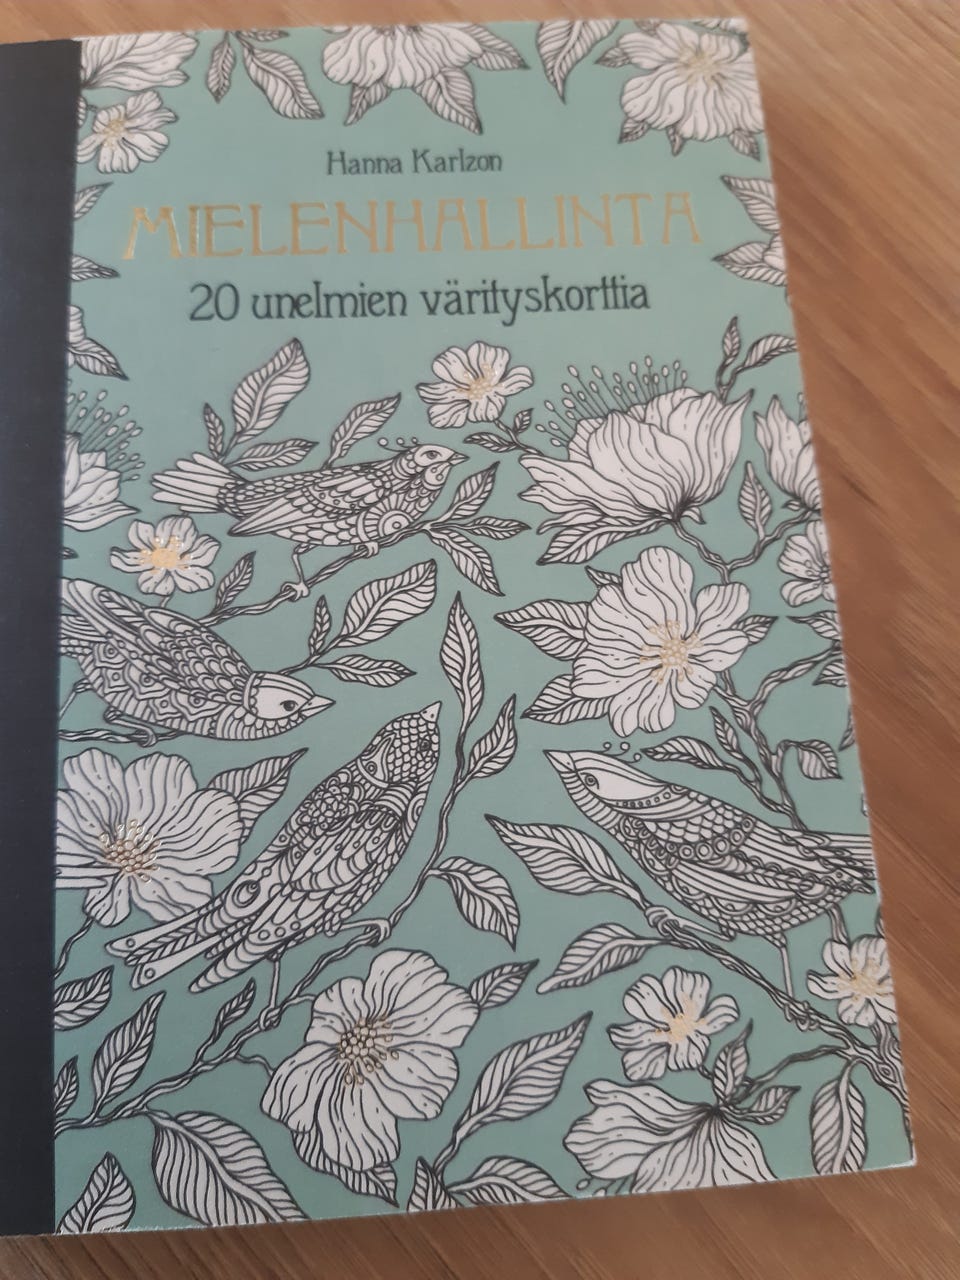 Hanna Karlzon
MIELENHALLINTA
20 unelmien värityskorttia